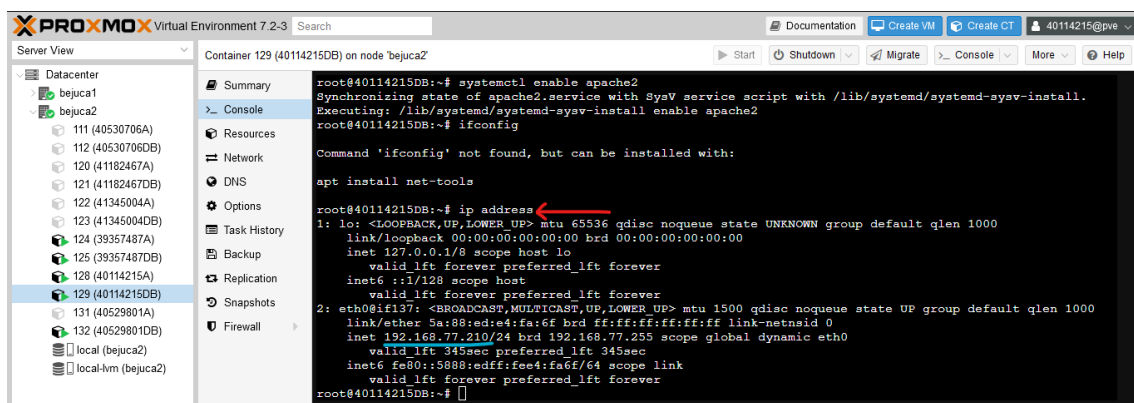 PROXMOX Virtual Environment 7.2-3 Search Documentation Create VM Create CT 40114215@pve
Server View
Datacenter
bejuca1
bejuca2
111 (40530706A)
112 (40530706DB)
120 (41182467A)
121 (41182467DB)
122 (41345004A)
123 (41345004DB)
124 (39357487A)
125 (39357487DB)
128 (40114215A)
129 (40114215DB)
131 (40529801A)
132 (40529801DB)
local (bejuca2)
local-lvm (bejuca2)
Container 129 (40114215DB) on node 'bejuca2' Start Shutdown Migrate >_ Console More Help
Summary
>_ Console
Resources
Network
DNS
Options
Task History
Backup
Replication
Snapshots
Firewall
root@40114215DB:~# systemctl enable apache2
Synchronizing state of apache2.service with SysV service script with /lib/systemd/systemd-sysv-install.
Executing: /lib/systemd/systemd-sysv-install enable apache2
root@40114215DB:~# ifconfig
Command 'ifconfig' not found, but can be installed with:
apt install net-tools
root@40114215DB:~# ip address
1: lo: <LOOPBACK,UP,LOWER_UP> mtu 65536 qdisc noqueue state UNKNOWN group default qlen 1000
link/loopback 00:00:00:00:00:00 brd 00:00:00:00:00:00
inet 127.0.0.1/8 scope host lo
valid_lft forever preferred_lft forever
inet6 ::1/128 scope host
valid_lft forever preferred_lft forever
2: eth0@if137: <BROADCAST,MULTICAST,UP,LOWER_UP> mtu 1500 qdisc noqueue state UP group default qlen 1000
link/ether 5a:88:ed:e4:fa:6f brd ff:ff:ff:ff:ff:ff link-netnsid 0
inet 192.168.77.210/24 brd 192.168.77.255 scope global dynamic eth0
valid_lft 345sec preferred_lft 345sec
inet6 fe80::5888:edff:fee4:fa6f/64 scope link
valid_lft forever preferred_lft forever
root@40114215DB:~#